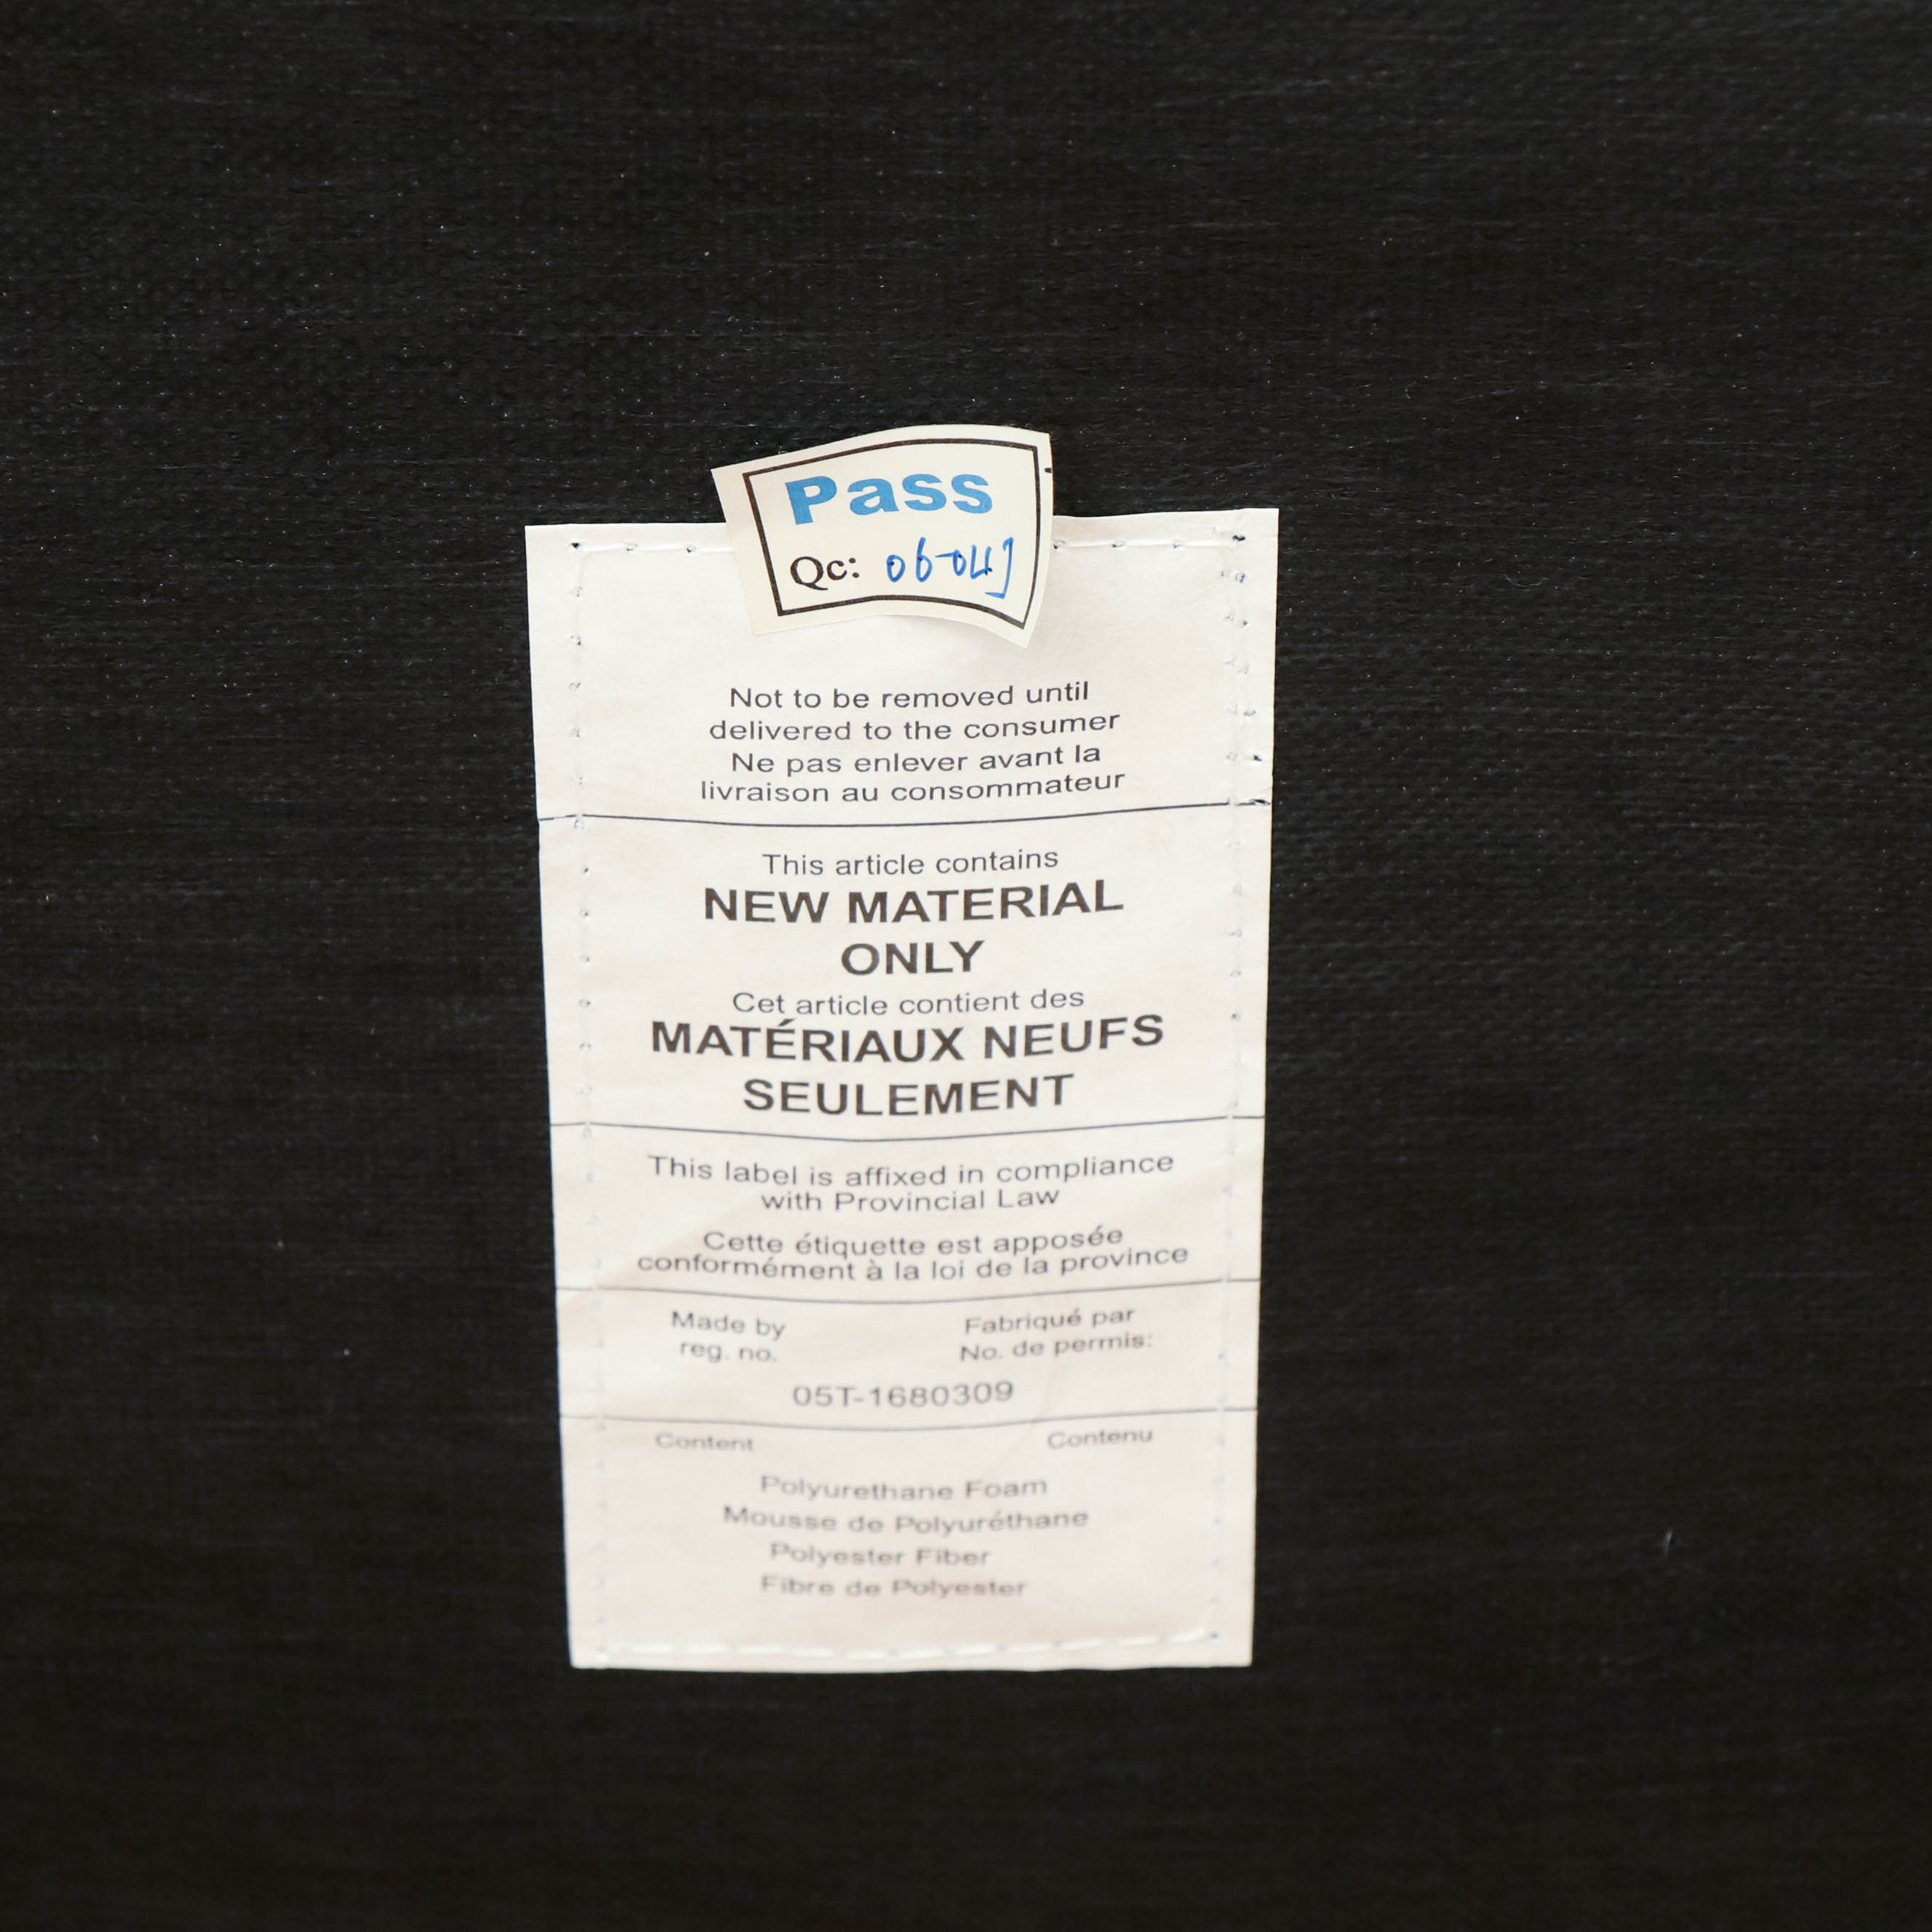 Pass
Qc: 06-04
Not to be removed until
delivered to the consumer
Ne pas enlever avant la
livraison au consommateur
This article contains
NEW MATERIAL
ONLY
Cet article contient des
MATÉRIAUX NEUFS
SEULEMENT
This label is affixed in compliance
with Provincial Law
Cette étiquette est apposée
conformément à la loi de la province
Made by
reg. no.
Fabriqué par
No. de permis:
05T-1680309
Content
Contenu
Polyurethane Foam
Mousse de Polyuréthane
Polyester Fiber
Fibre de Polyester